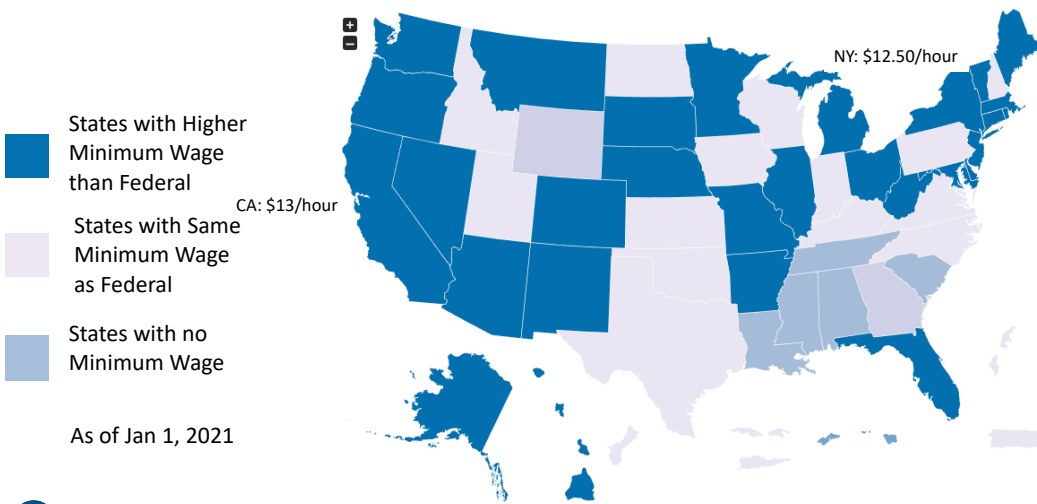 +
−
NY: $12.50/hour
States with Higher
Minimum Wage
than Federal
CA: $13/hour
States with Same
Minimum Wage
as Federal
States with no
Minimum Wage
As of Jan 1, 2021